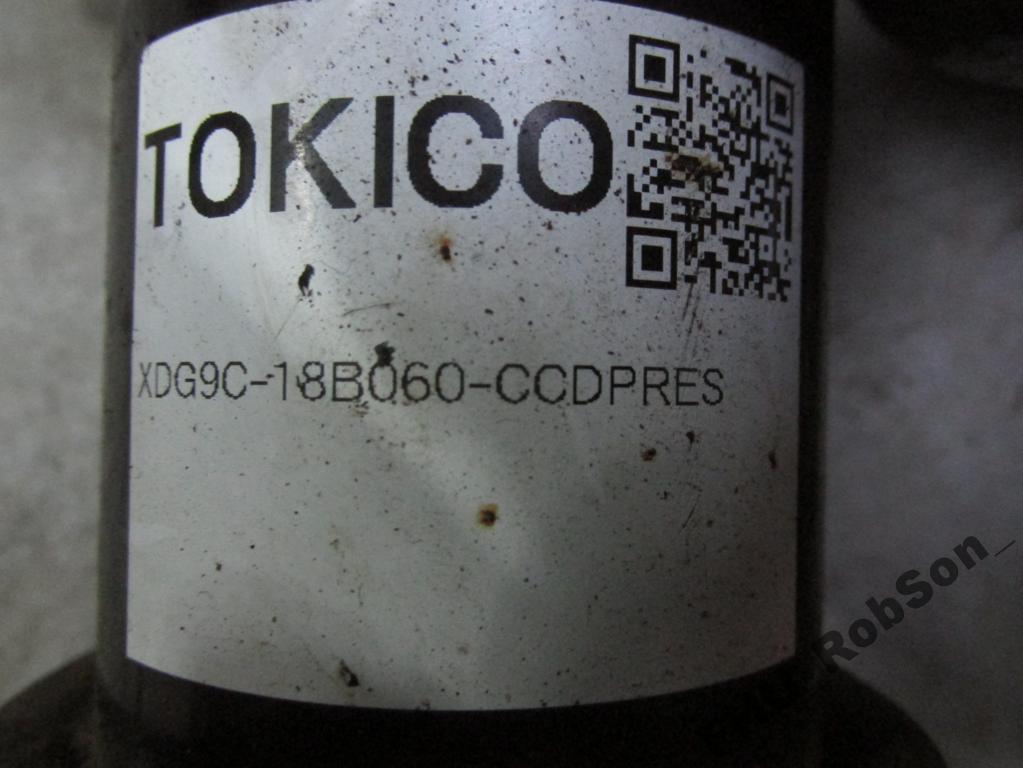 TOKICO
XDG9C-18B060-CCDPRES
RobSon_